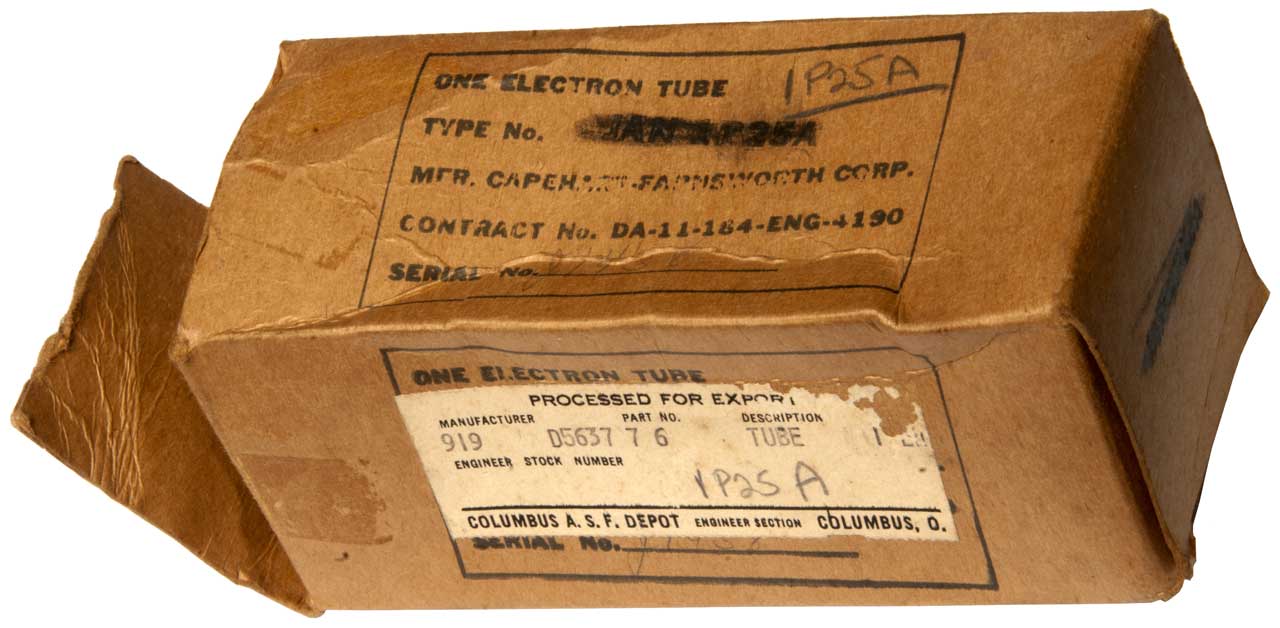 ONE ELECTRON TUBE 1P25A
TYPE No. JAN-1P25A
MFR. CAPEHART-FARNSWORTH CORP.
CONTRACT No. DA-11-184-ENG-4190
SERIAL No.
ONE ELECTRON TUBE
PROCESSED FOR EXPORT
MANUFACTURER PART NO. DESCRIPTION
919 D5637 7 6 TUBE
ENGINEER STOCK NUMBER
1P25A
COLUMBUS A. S. F. DEPOT ENGINEER SECTION COLUMBUS, O.
SERIAL No.